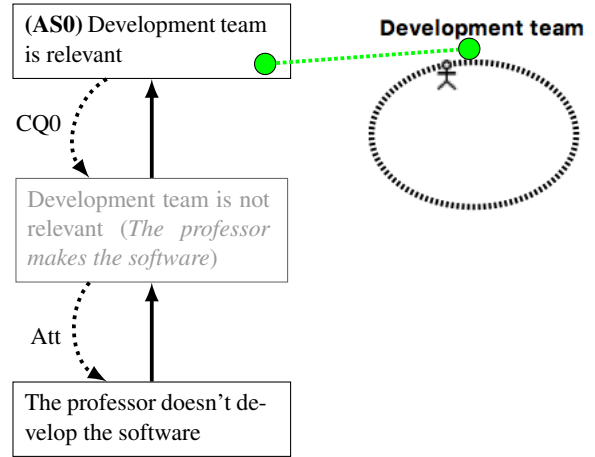 (AS0) Development team
is relevant
Development team
CQ0
Development team is not
relevant (The professor
makes the software)
Att
The professor doesn't de-
velop the software